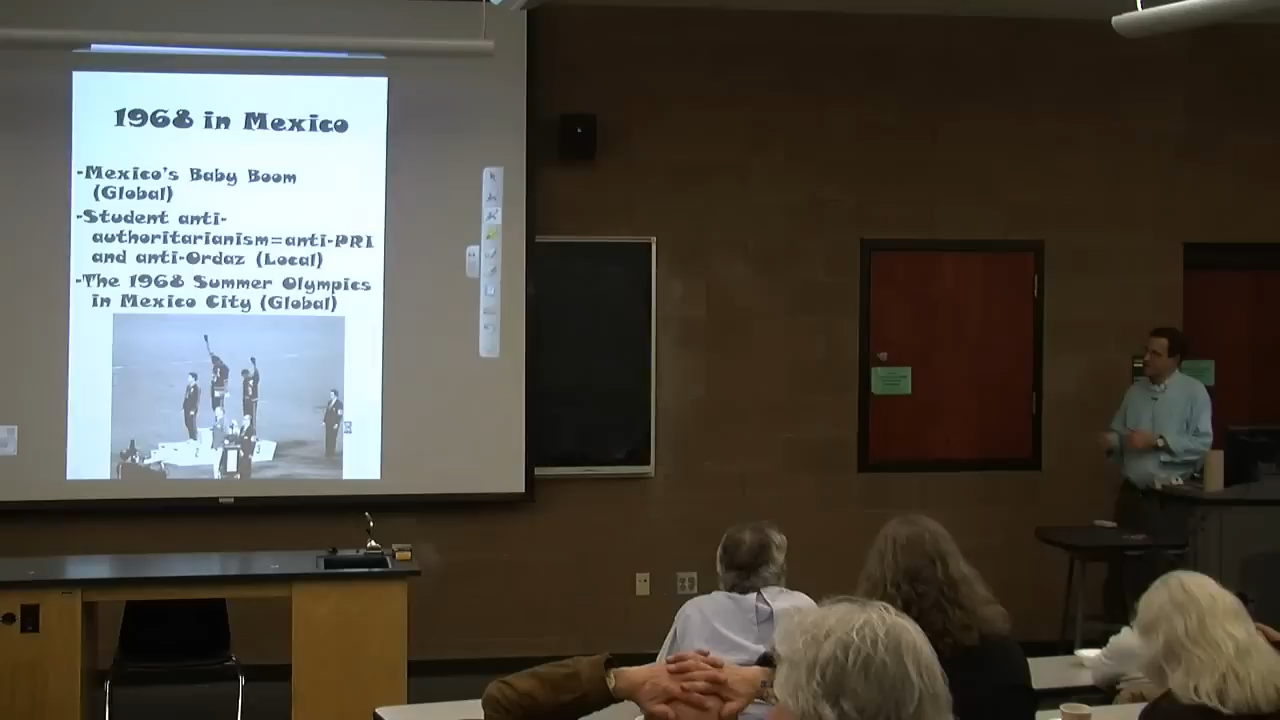 1968 in Mexico
-Mexico's Baby Boom
(Global)
-Student anti-
authoritarianism=anti-PRI
and anti-Ordaz (Local)
-The 1968 Summer Olympics
in Mexico City (Global)